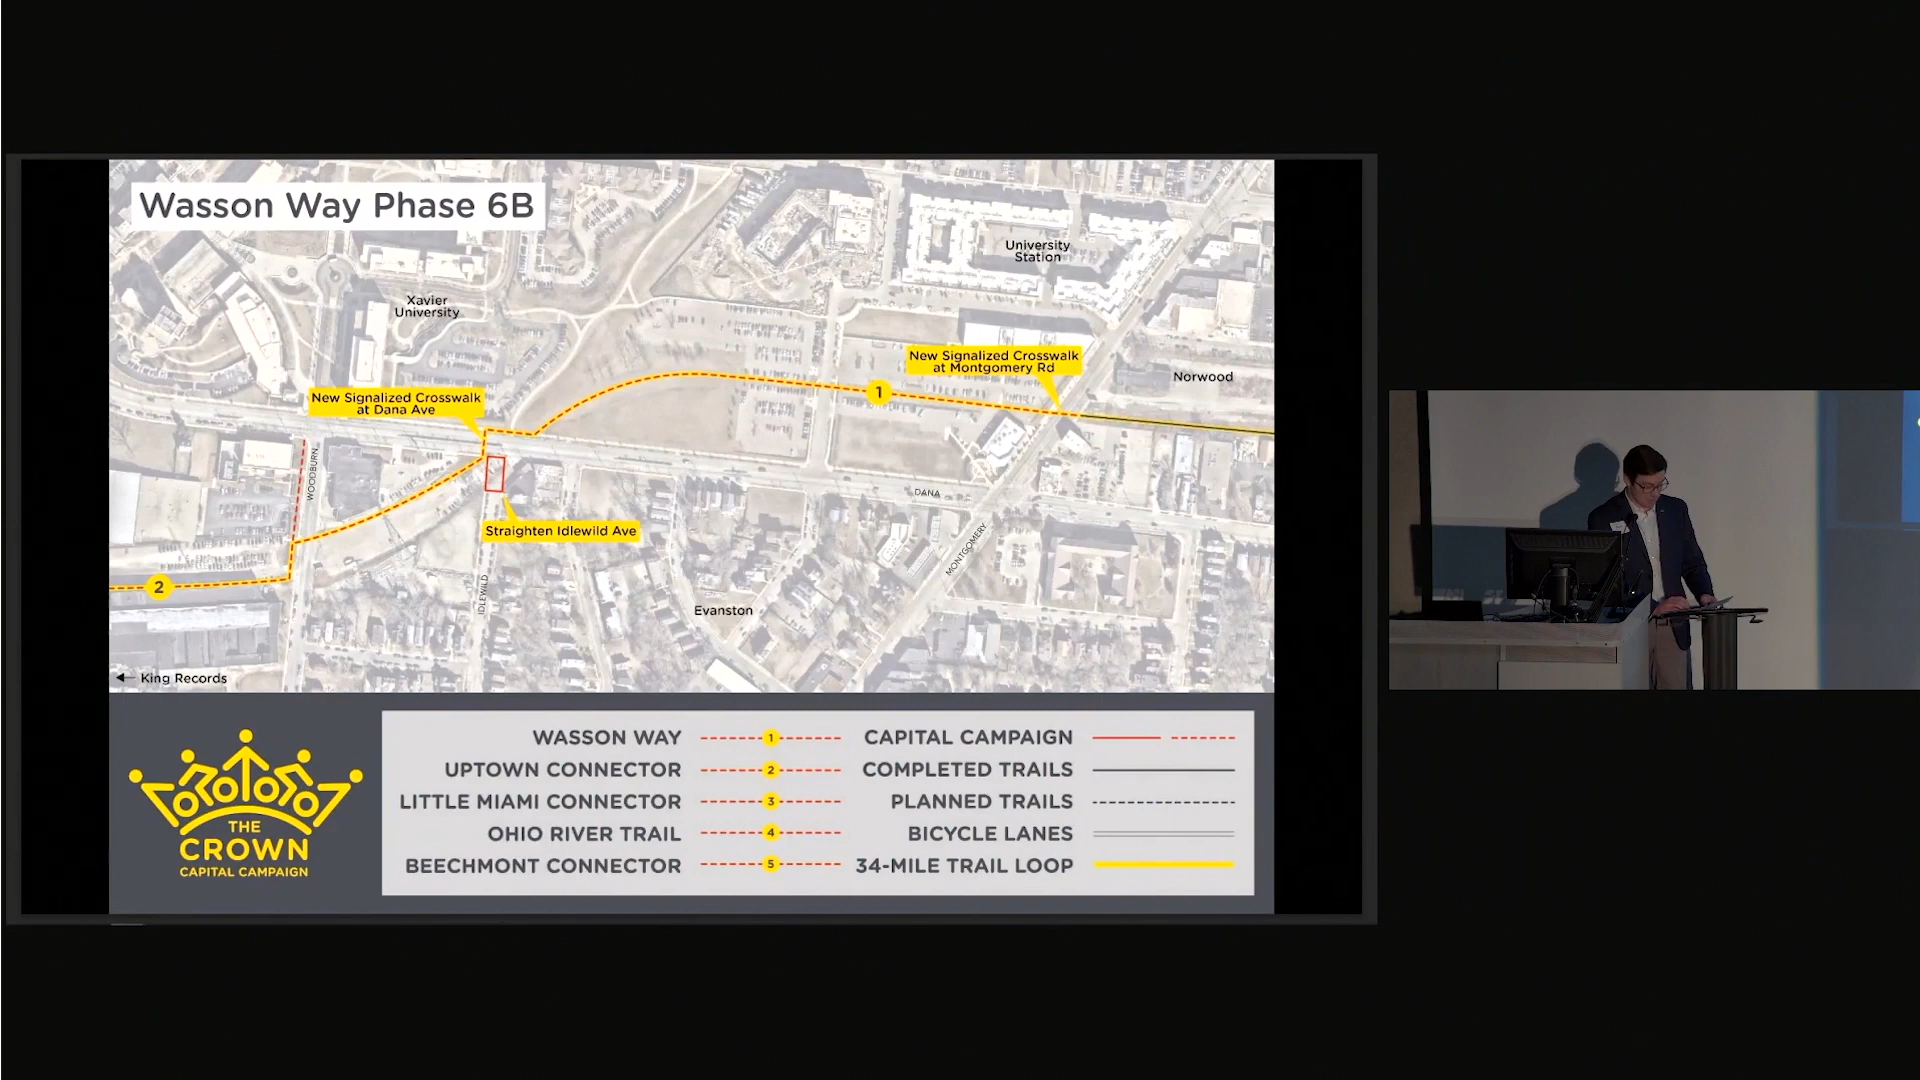 Wasson Way Phase 6B
University
Station
Xavier
University
New Signalized Crosswalk
at Montgomery Rd
Norwood
1
New Signalized Crosswalk
at Dana Ave
WOODBURN
DANA
Straighten Idlewild Ave
MONTGOMERY
2
IDLEWILD
Evanston
← King Records
THE
CROWN
CAPITAL CAMPAIGN
WASSON WAY 1
UPTOWN CONNECTOR 2
LITTLE MIAMI CONNECTOR 3
OHIO RIVER TRAIL 4
BEECHMONT CONNECTOR 5
CAPITAL CAMPAIGN
COMPLETED TRAILS
PLANNED TRAILS
BICYCLE LANES
34-MILE TRAIL LOOP